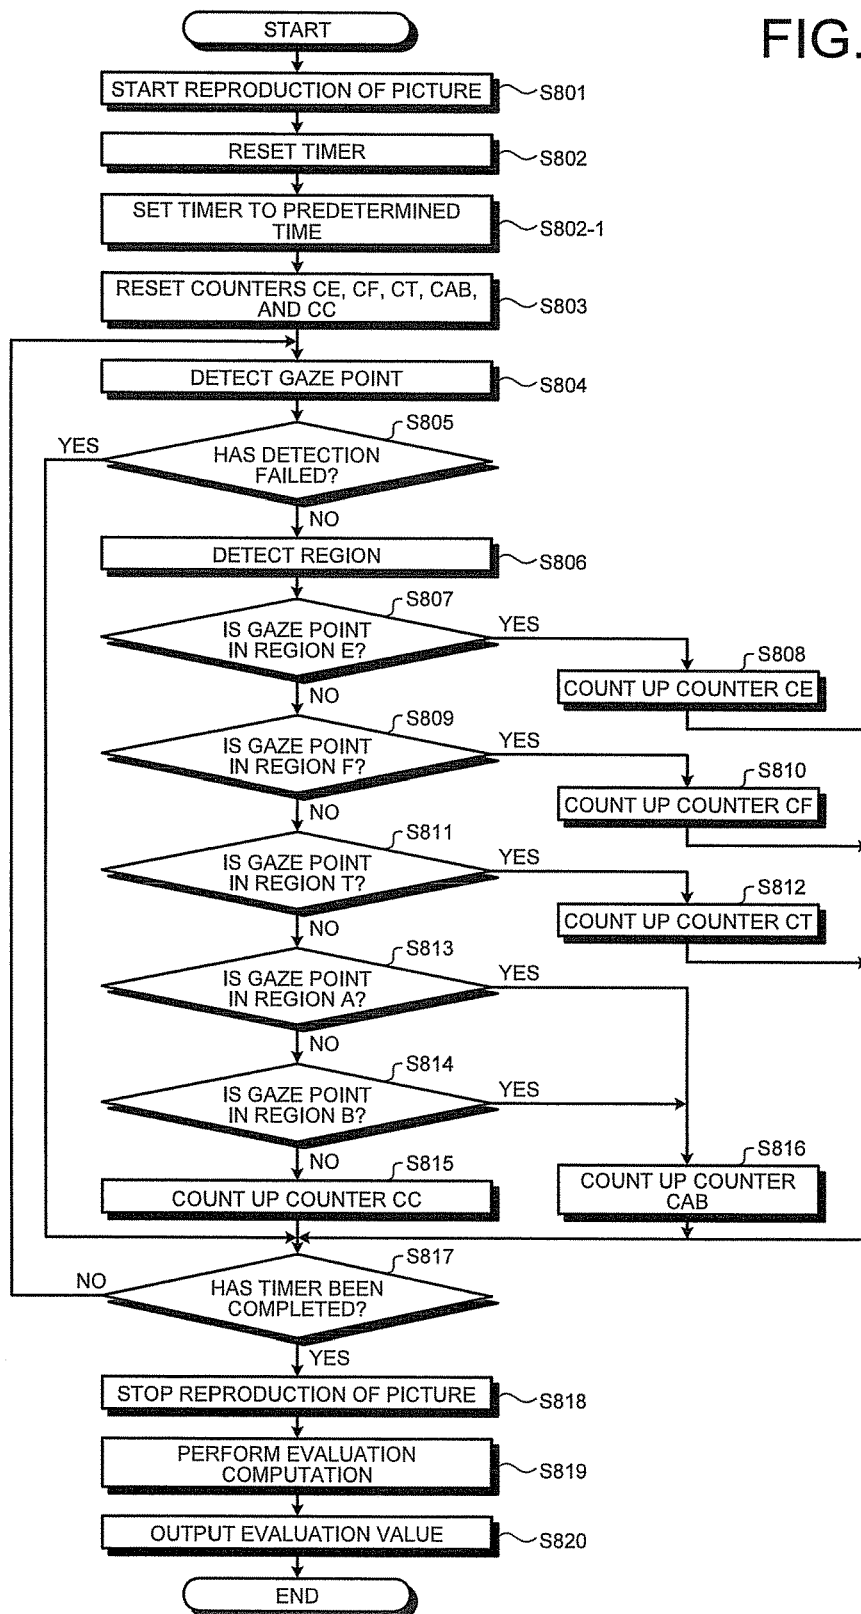 FIG.
START
START REPRODUCTION OF PICTURE
S801
RESET TIMER
S802
SET TIMER TO PREDETERMINED
TIME
S802-1
RESET COUNTERS CE, CF, CT, CAB,
AND CC
S803
DETECT GAZE POINT
S804
S805
YES
HAS DETECTION
FAILED?
NO
DETECT REGION
S806
S807
IS GAZE POINT
IN REGION E?
YES
S808
COUNT UP COUNTER CE
NO
S809
IS GAZE POINT
IN REGION F?
YES
S810
COUNT UP COUNTER CF
NO
S811
IS GAZE POINT
IN REGION T?
YES
S812
COUNT UP COUNTER CT
NO
S813
IS GAZE POINT
IN REGION A?
YES
NO
S814
IS GAZE POINT
IN REGION B?
YES
NO
S815
COUNT UP COUNTER CC
S816
COUNT UP COUNTER
CAB
S817
NO
HAS TIMER BEEN
COMPLETED?
YES
STOP REPRODUCTION OF PICTURE
S818
PERFORM EVALUATION
COMPUTATION
S819
OUTPUT EVALUATION VALUE
S820
END